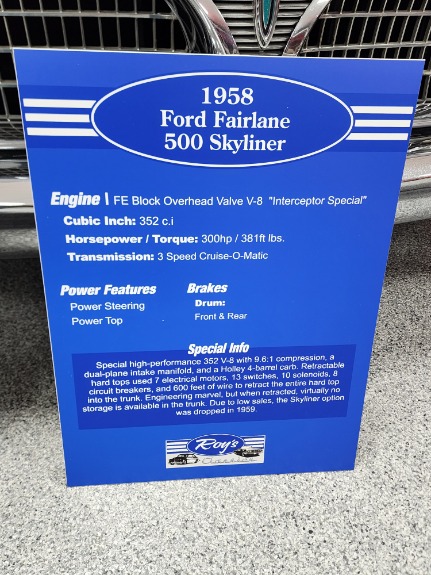 1958
Ford Fairlane
500 Skyliner
Engine | FE Block Overhead Valve V-8 "Interceptor Special"
Cubic Inch: 352 c.i
Horsepower / Torque: 300hp / 381ft lbs.
Transmission: 3 Speed Cruise-O-Matic
Power Features
Power Steering
Power Top
Brakes
Drum:
Front & Rear
Special Info
Special high-performance 352 V-8 with 9.6:1 compression, a
dual-plane intake manifold, and a Holley 4-barrel carb. Retractable
hard tops used 7 electrical motors, 13 switches, 10 solenoids, 8
circuit breakers, and 600 feet of wire to retract the entire hard top
into the trunk. Engineering marvel, but when retracted, virtually no
storage is available in the trunk. Due to low sales, the Skyliner option
was dropped in 1959.
Roy's